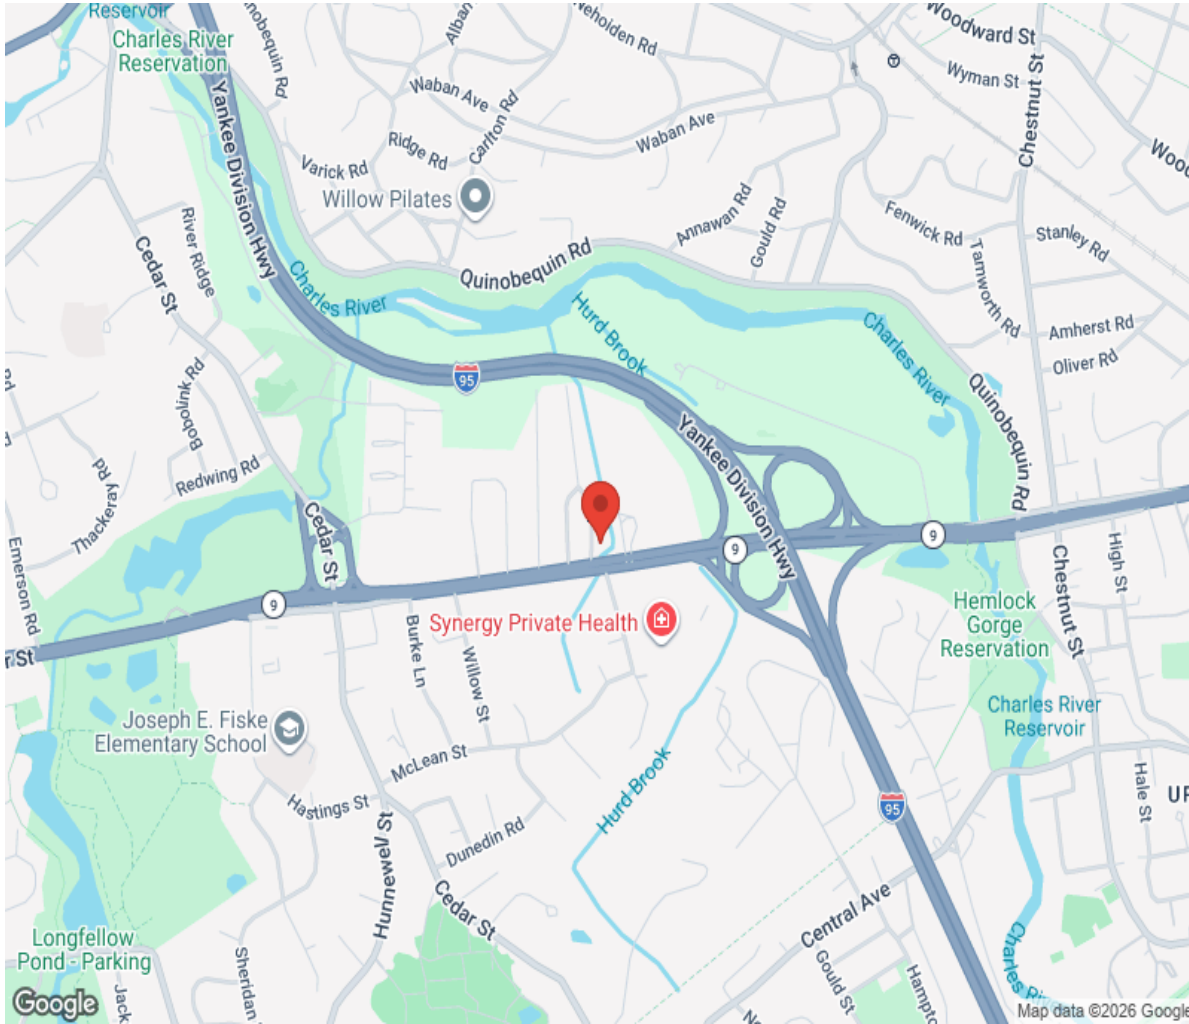 Reservoir
Charles River
Reservation
Yankee Division Hwy
Neholden Rd
Woodward St
Wyman St
Chestnut St
Waban Ave
Carlton Rd
Ridge Rd
Waban Ave
Varick Rd
Willow Pilates
River Ridge
Cedar St
Annawan Rd
Gould Rd
Fenwick Rd
Stanley Rd
Tamworth Rd
Quinobequin Rd
Charles River
Hurd Brook
Charles River
Amherst Rd
Oliver Rd
95
Bobolink Rd
Quinobequin Rd
Yankee Division Hwy
Redwing Rd
Thackeray Rd
Cedar St
Emerson Rd
9
9
9
High St
Chestnut St
Hemlock
Gorge
Reservation
Synergy Private Health
Burke Ln
Willow St
Charles River
Reservoir
Joseph E. Fiske
Elementary School
McLean St
Hastings St
Hunnewell St
Hurd Brook
Dunedin Rd
95
Hale St
Cedar St
Central Ave
Longfellow
Pond - Parking
Sheridan
Gould St
Charles River
Google
Map data ©2026 Google